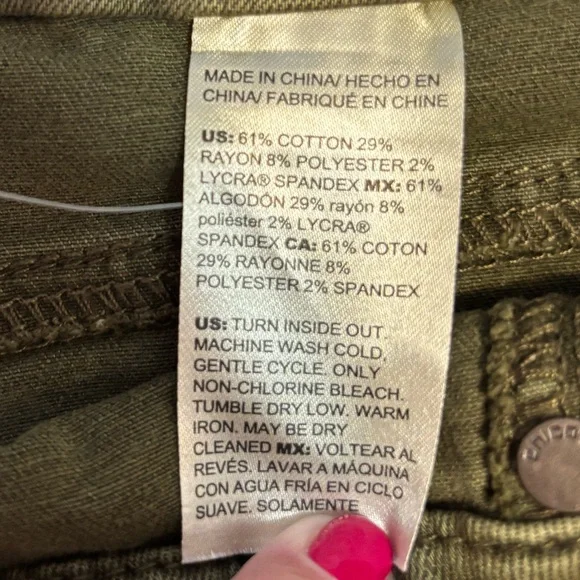 MADE IN CHINA/ HECHO EN
CHINA/ FABRIQUÉ EN CHINE
US: 61% COTTON 29%
RAYON 8% POLYESTER 2%
LYCRA® SPANDEX MX: 61%
ALGODÓN 29% rayón 8%
poliéster 2% LYCRA®
SPANDEX CA: 61% COTON
29% RAYONNE 8%
POLYESTER 2% SPANDEX
US: TURN INSIDE OUT.
MACHINE WASH COLD,
GENTLE CYCLE. ONLY
NON-CHLORINE BLEACH.
TUMBLE DRY LOW. WARM
IRON. MAY BE DRY
CLEANED MX: VOLTEAR AL
REVÉS. LAVAR A MÁQUINA
CON AGUA FRÍA EN CICLO
SUAVE. SOLAMENTE